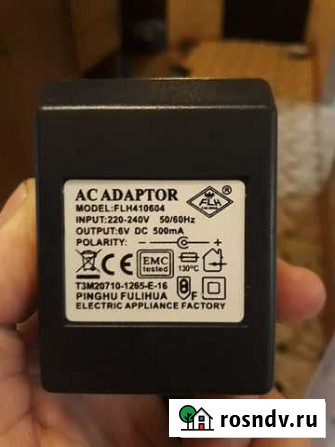 AC ADAPTOR
FLH
®
MODEL:FLH410604
INPUT:220-240V 50/60Hz
OUTPUT:6V DC 500mA
POLARITY: - +
CE
EMC
tested
130°C
T3M20710-1265-E-16
F
PINGHU FULIHUA
ELECTRIC APPLIANCE FACTORY
rosndv.ru